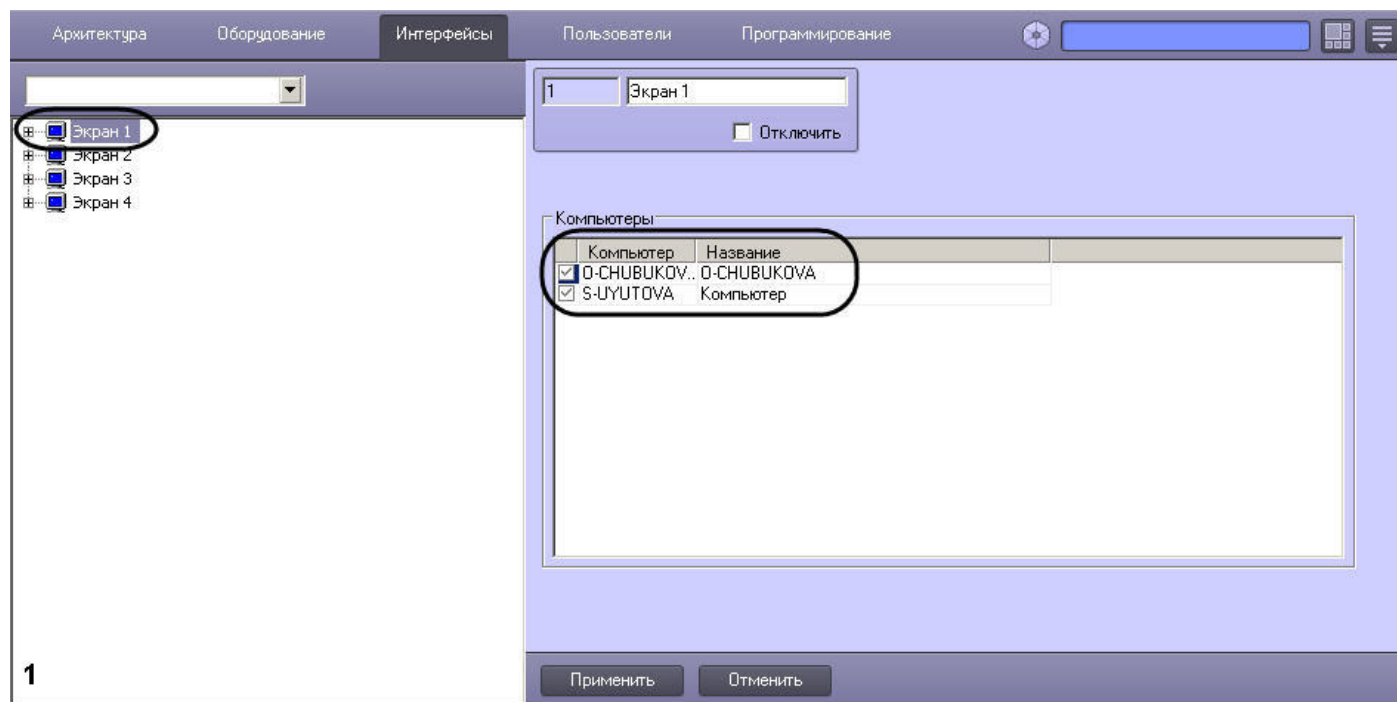 Архитектура Оборудование Интерфейсы Пользователи Программирование
Экран 1
Экран 2
Экран 3
Экран 4
1 Экран 1
Отключить
Компьютеры
Компьютер Название
O-CHUBUKOV.. O-CHUBUKOVA
S-UYUTOVA Компьютер
1
Применить Отменить